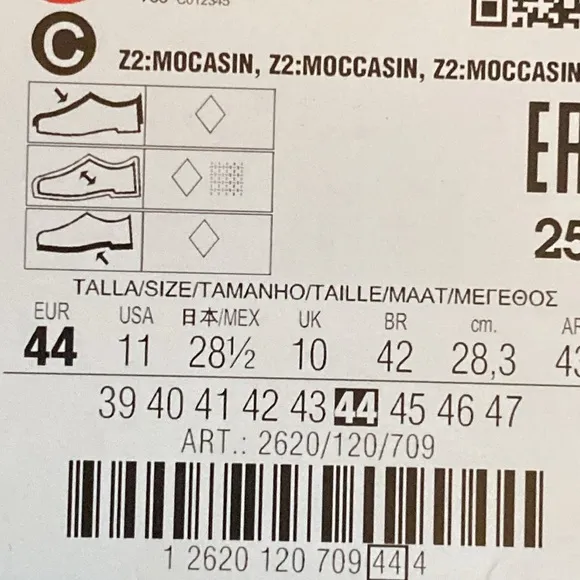 C Z2:MOCASIN, Z2:MOCCASIN, Z2:MOCCASIN
TALLA/SIZE/TAMANHO/TAILLE/MAAT/ΜΕΓΕΘΟΣ
EUR USA 日本/MEX UK BR cm.
44 11 28½ 10 42 28,3
39 40 41 42 43 44 45 46 47
ART.: 2620/120/709
1 2620 120 709 44 4